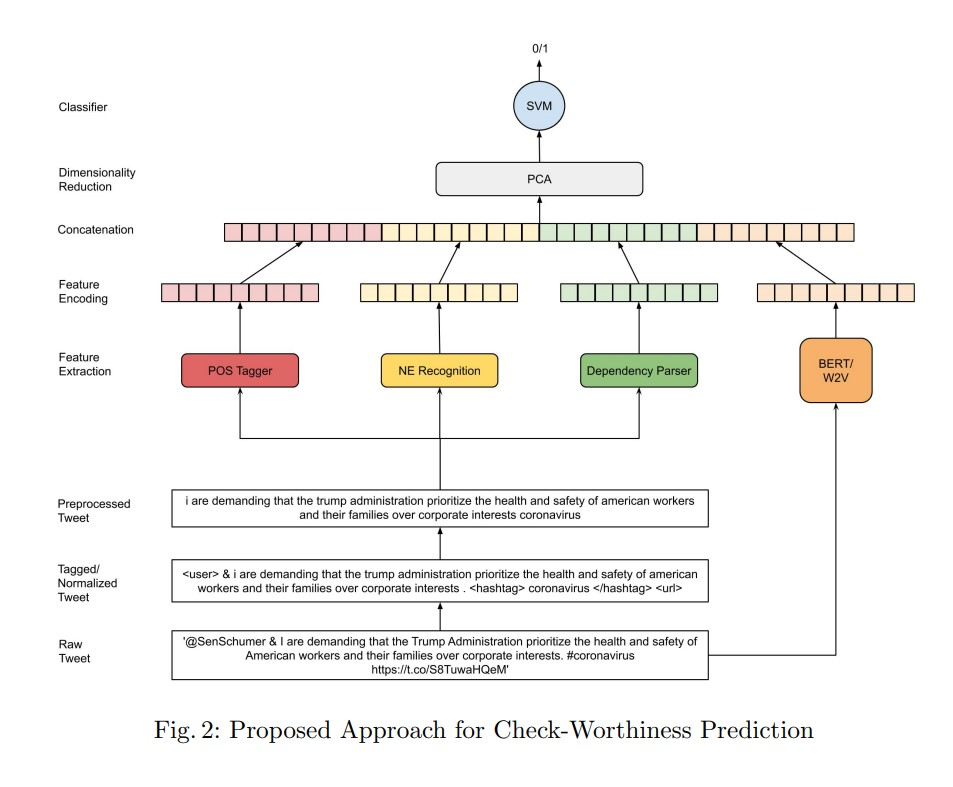 0/1
Classifier
SVM
Dimensionality
Reduction
PCA
Concatenation
Feature
Encoding
Feature
Extraction
POS Tagger
NE Recognition
Dependency Parser
BERT/
W2V
Preprocessed
Tweet
i are demanding that the trump administration prioritize the health and safety of american workers
and their families over corporate interests coronavirus
Tagged/
Normalized
Tweet
<user> & i are demanding that the trump administration prioritize the health and safety of american
workers and their families over corporate interests . <hashtag> coronavirus </hashtag> <url>
Raw
Tweet
'@SenSchumer & I are demanding that the Trump Administration prioritize the health and safety of
American workers and their families over corporate interests. #coronavirus
https://t.co/S8TuwaHQeM'
Fig. 2: Proposed Approach for Check-Worthiness Prediction